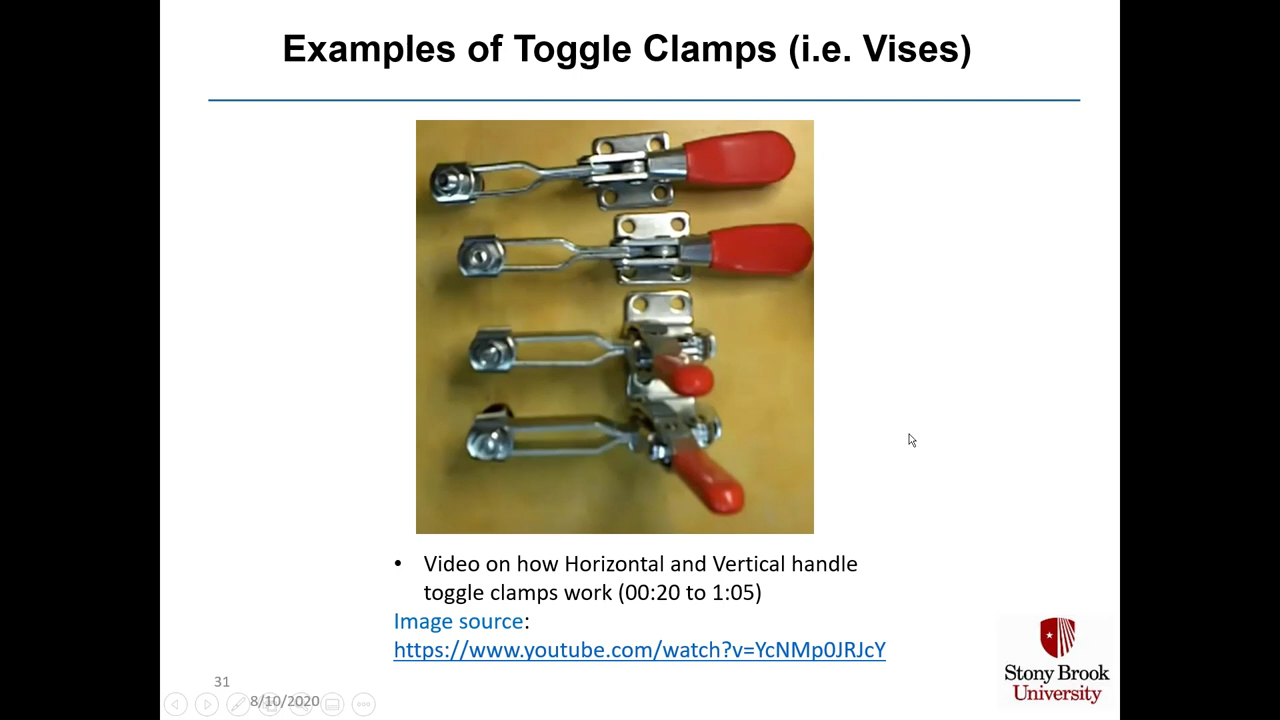 Examples of Toggle Clamps (i.e. Vises)
• Video on how Horizontal and Vertical handle
toggle clamps work (00:20 to 1:05)
Image source:
https://www.youtube.com/watch?v=YcNMp0JRJcY
31
8/10/2020
Stony Brook
University